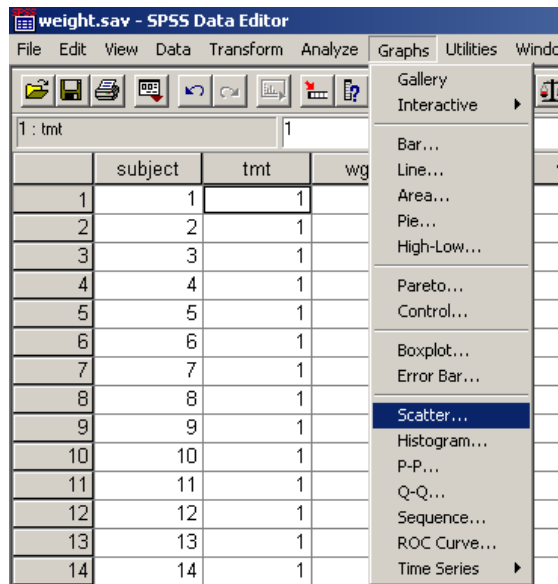 SPSS
weight.sav - SPSS Data Editor
File Edit View Data Transform Analyze Graphs Utilities
1 : tmt 1
subject tmt
1 1 1
2 2 1
3 3 1
4 4 1
5 5 1
6 6 1
7 7 1
8 8 1
9 9 1
10 10 1
11 11 1
12 12 1
13 13 1
14 14 1
Gallery
Interactive
Bar...
Line...
Area...
Pie...
High-Low...
Pareto...
Control...
Boxplot...
Error Bar...
Scatter...
Histogram...
P-P...
Q-Q...
Sequence...
ROC Curve...
Time Series